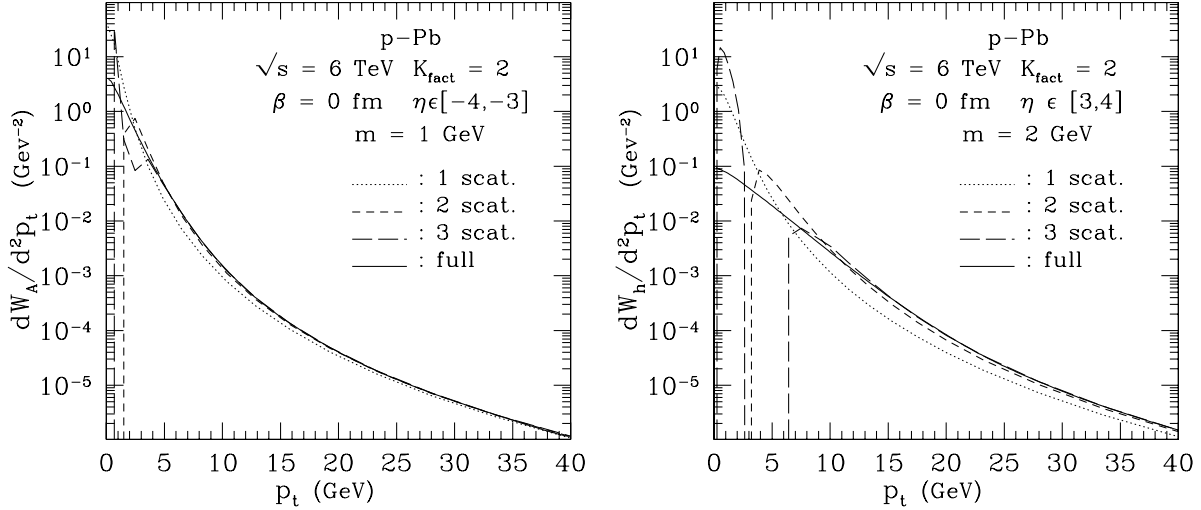 p-Pb
√s = 6 TeV K_fact = 2
β = 0 fm ηϵ[-4,-3]
m = 1 GeV
: 1 scat.
: 2 scat.
: 3 scat.
: full
dW_A/d²p_t (Gev⁻²)
10¹
10⁰
10⁻¹
10⁻²
10⁻³
10⁻⁴
10⁻⁵
0 5 10 15 20 25 30 35 40
p_t (GeV)
p-Pb
√s = 6 TeV K_fact = 2
β = 0 fm η ϵ [3,4]
m = 2 GeV
: 1 scat.
: 2 scat.
: 3 scat.
: full
dW_h/d²p_t (Gev⁻²)
10¹
10⁰
10⁻¹
10⁻²
10⁻³
10⁻⁴
10⁻⁵
0 5 10 15 20 25 30 35 40
p_t (GeV)